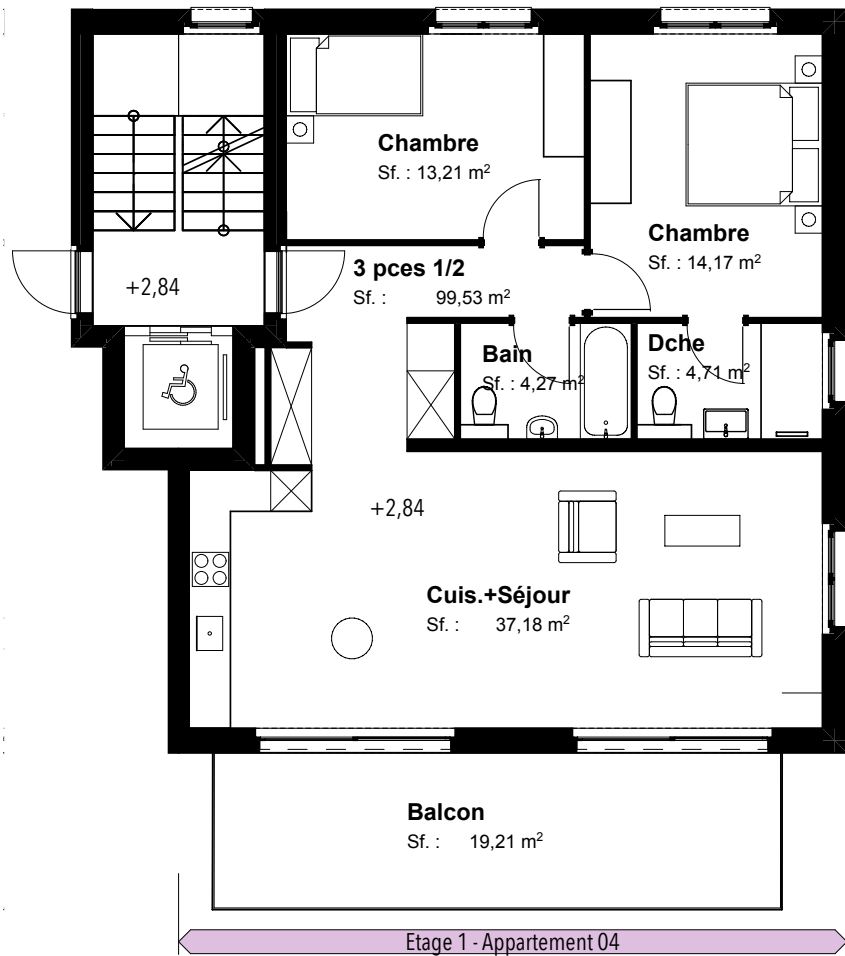 Chambre
Sf. : 13,21 m²
Chambre
Sf. : 14,17 m²
+2,84
3 pces 1/2
Sf. : 99,53 m²
Bain
Sf. : 4,27 m²
Dche
Sf. : 4,71 m²
+2,84
Cuis.+Séjour
Sf. : 37,18 m²
Balcon
Sf. : 19,21 m²
Etage 1 - Appartement 04